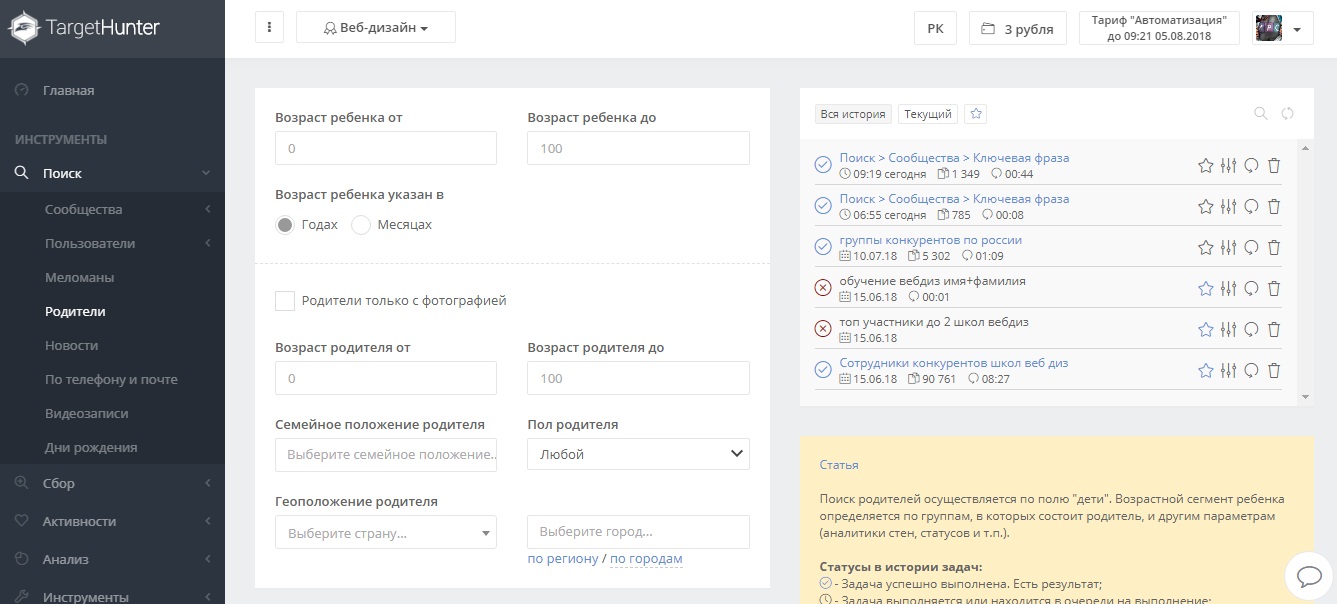 TargetHunter
Веб-дизайн
РК
3 рубля
Тариф "Автоматизация"
до 09:21 05.08.2018
Главная
ИНСТРУМЕНТЫ
Поиск
Сообщества
Пользователи
Меломаны
Родители
Новости
По телефону и почте
Видеозаписи
Дни рождения
Сбор
Активности
Анализ
Инструменты
Возраст ребенка от
Возраст ребенка до
0
100
Возраст ребенка указан в
Годах
Месяцах
Родители только с фотографией
Возраст родителя от
Возраст родителя до
0
100
Семейное положение родителя
Пол родителя
Выберите семейное положение..
Любой
Геоположение родителя
Выберите страну...
Выберите город...
по региону / по городам
Вся история
Текущий
Поиск > Сообщества > Ключевая фраза
09:19 сегодня 1 349 00:44
Поиск > Сообщества > Ключевая фраза
06:55 сегодня 785 00:08
группы конкурентов по россии
10.07.18 5 302 01:09
обучение вебдиз имя+фамилия
15.06.18 00:01
топ участники до 2 школ вебдиз
15.06.18
Сотрудники конкурентов школ веб диз
15.06.18 90 761 08:27
Статья
Поиск родителей осуществляется по полю "дети". Возрастной сегмент ребенка
определяется по группам, в которых состоит родитель, и другим параметрам
(аналитики стен, статусов и т.п.).
Статусы в истории задач:
- Задача успешно выполнена. Есть результат;
- Задача выполняется или находится в очереди на выполнение;